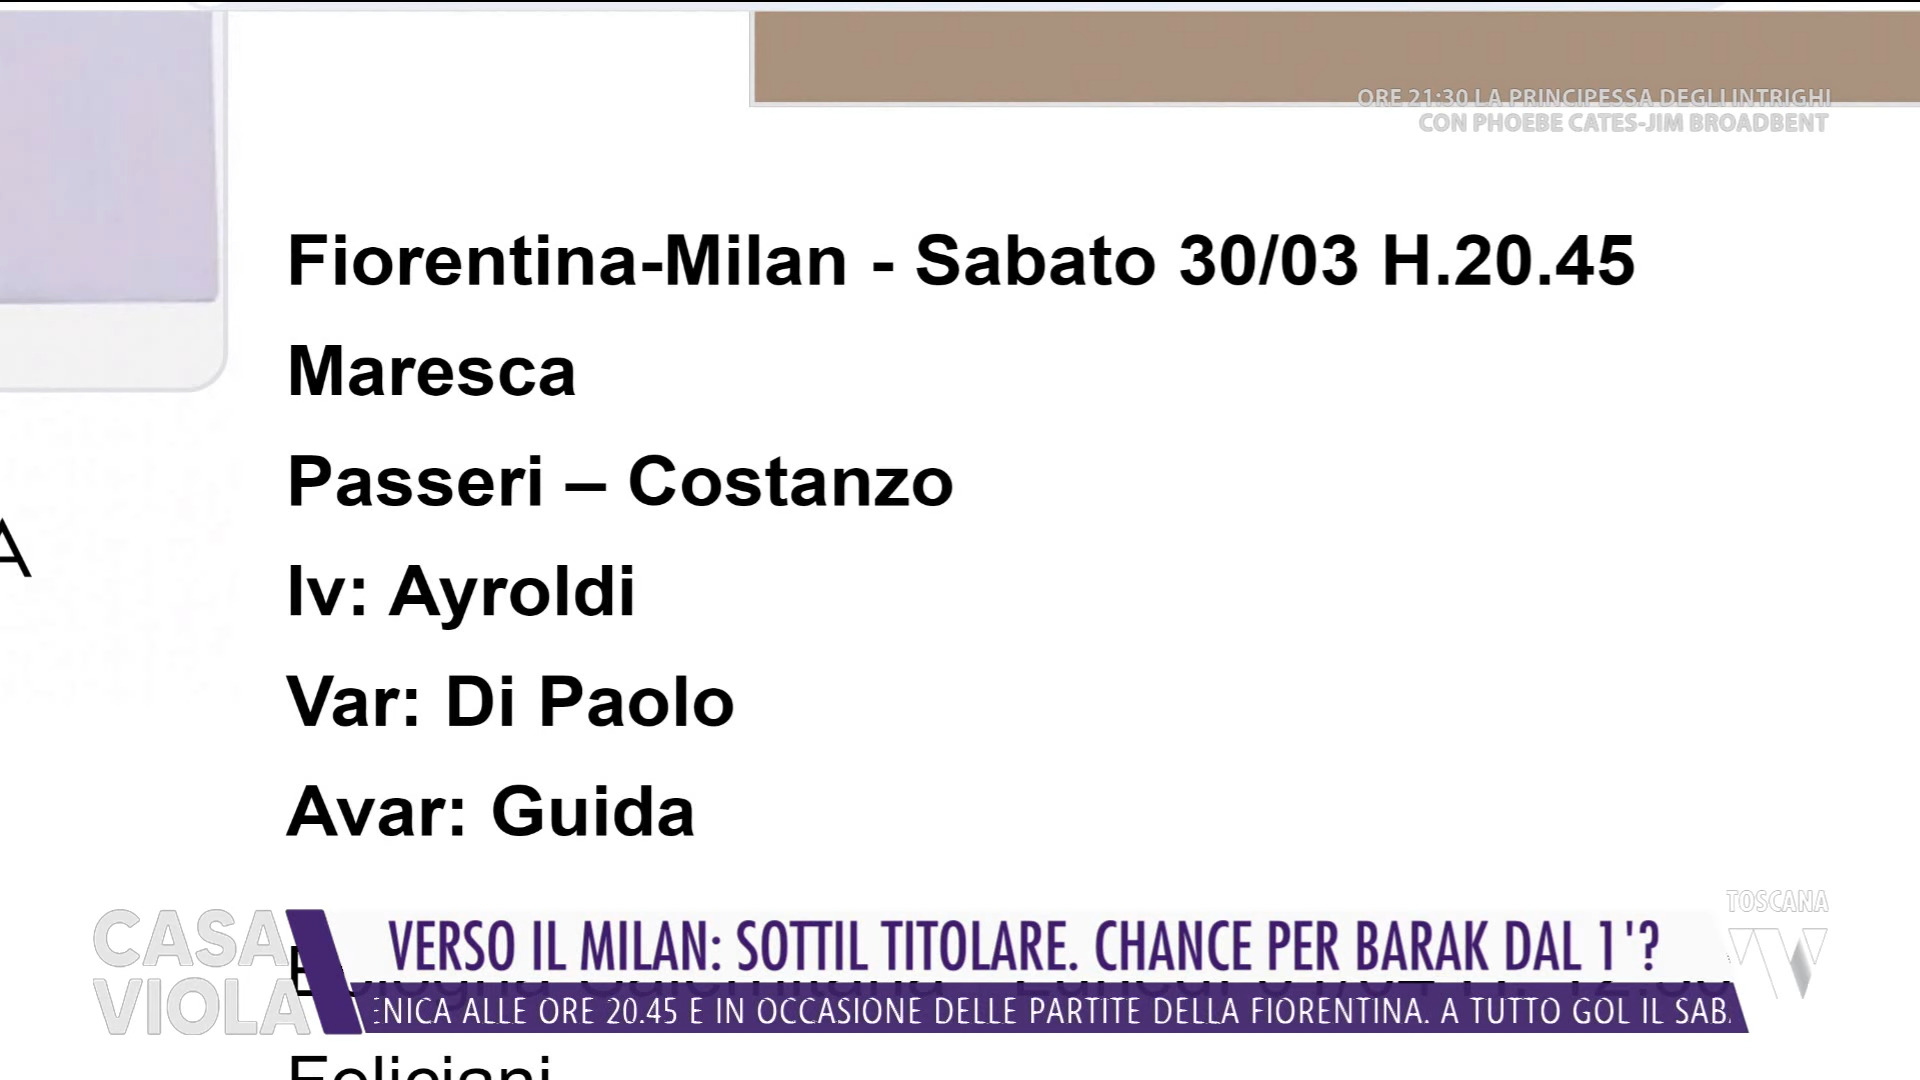 ORE 21:30 LA PRINCIPESSA DEGLI INTRIGHI
CON PHOEBE CATES-JIM BROADBENT
Fiorentina-Milan - Sabato 30/03 H.20.45
Maresca
Passeri – Costanzo
Iv: Ayroldi
Var: Di Paolo
Avar: Guida
TOSCANA
CASA
VIOLA
VERSO IL MILAN: SOTTIL TITOLARE. CHANCE PER BARAK DAL 1'?
ENICA ALLE ORE 20.45 E IN OCCASIONE DELLE PARTITE DELLA FIORENTINA. A TUTTO GOL IL SAB
Feliciani